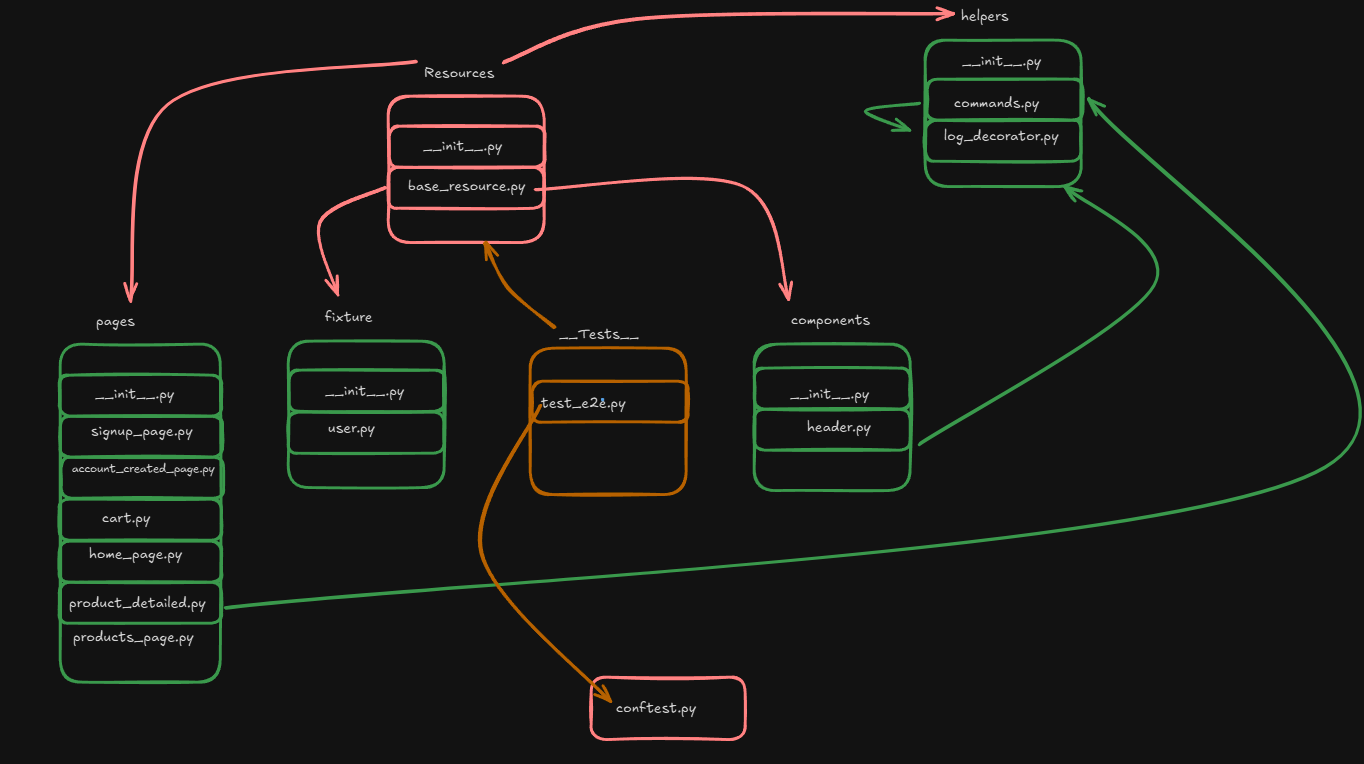 helpers
__init__.py
commands.py
log_decorator.py
Resources
__init__.py
base_resource.py
pages
__init__.py
signup_page.py
account_created_page.py
cart.py
home_page.py
product_detailed.py
products_page.py
fixture
__init__.py
user.py
__Tests__
test_e2e.py
components
__init__.py
header.py
conftest.py